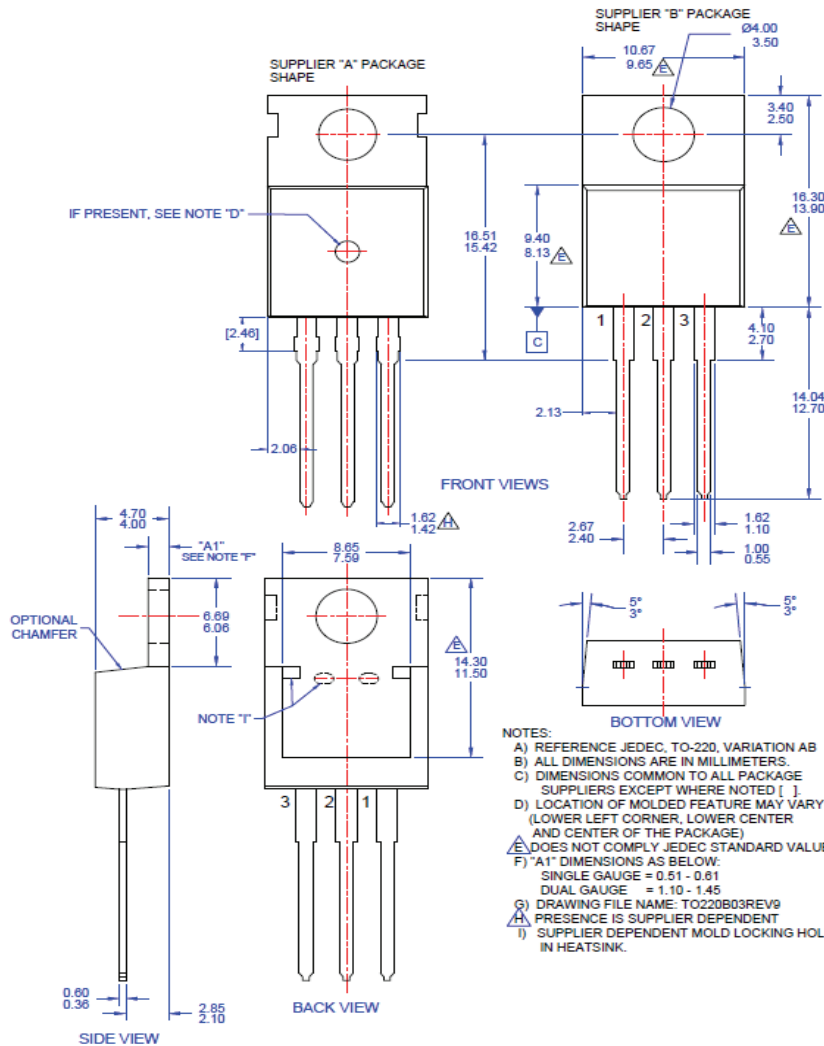 SUPPLIER "B" PACKAGE
SHAPE
Ø4.00
3.50
10.67
9.65
E
SUPPLIER "A" PACKAGE
SHAPE
3.40
2.50
IF PRESENT, SEE NOTE "D"
16.51
15.42
9.40
8.13
E
16.30
13.90
E
[2.46]
C
1
2
3
4.10
2.70
14.04
12.70
2.13
2.06
FRONT VIEWS
1.62
1.42
H
2.67
2.40
1.62
1.10
1.00
0.55
4.70
4.00
"A1"
SEE NOTE "F"
8.65
7.59
OPTIONAL
CHAMFER
6.69
6.06
E
14.30
11.50
5°
3°
5°
3°
NOTE "I"
BOTTOM VIEW
3
2
1
0.60
0.36
2.85
2.10
SIDE VIEW
BACK VIEW
NOTES:
A) REFERENCE JEDEC, TO-220, VARIATION AB
B) ALL DIMENSIONS ARE IN MILLIMETERS.
C) DIMENSIONS COMMON TO ALL PACKAGE
SUPPLIERS EXCEPT WHERE NOTED [ ].
D) LOCATION OF MOLDED FEATURE MAY VARY
(LOWER LEFT CORNER, LOWER CENTER
AND CENTER OF THE PACKAGE)
E DOES NOT COMPLY JEDEC STANDARD VALUE
F) "A1" DIMENSIONS AS BELOW:
SINGLE GAUGE = 0.51 - 0.61
DUAL GAUGE = 1.10 - 1.45
G) DRAWING FILE NAME: TO220B03REV9
H PRESENCE IS SUPPLIER DEPENDENT
I) SUPPLIER DEPENDENT MOLD LOCKING HOL
IN HEATSINK.